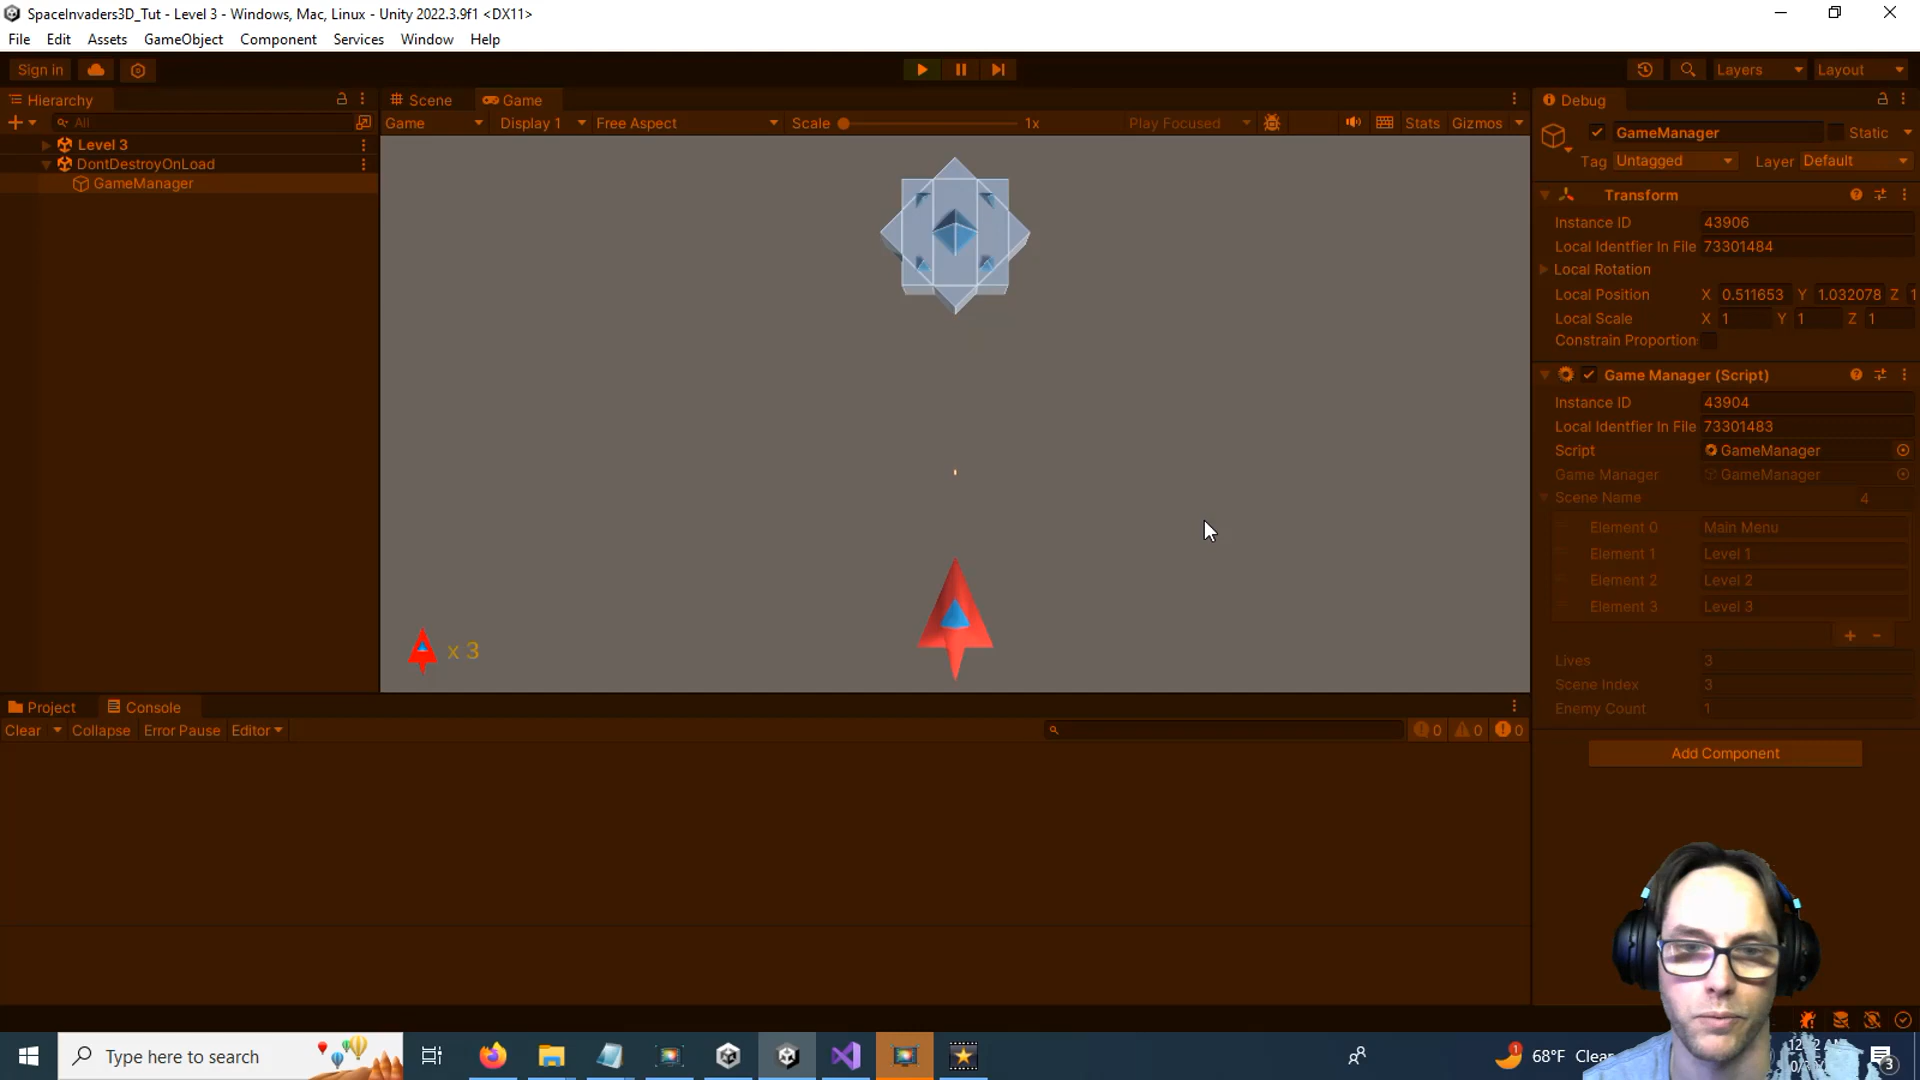 SpaceInvaders3D_Tut - Level 3 - Windows, Mac, Linux - Unity 2022.3.9f1 <DX11>
File Edit Assets GameObject Component Services Window Help
Sign in Layers Layout
Hierarchy Scene Game Debug
All Game Display 1 Free Aspect Scale 1x Play Focused Stats Gizmos
GameManager Static
Level 3
DontDestroyOnLoad
GameManager
Tag Untagged Layer Default
Transform
Instance ID 43906
Local Identfier In File 73301484
Local Rotation
Local Position X 0.511653 Y 1.032078 Z 1
Local Scale X 1 Y 1 Z 1
Constrain Proportion
Game Manager (Script)
Instance ID 43904
Local Identfier In File 73301483
Script GameManager
Game Manager GameManager
Scene Name 4
Element 0 Main Menu
Element 1 Level 1
Element 2 Level 2
Element 3 Level 3
Lives 3
Scene Index 3
Enemy Count 1
Add Component
x 3
Project Console
Clear Collapse Error Pause Editor 0 0 0
Type here to search 1 68°F Clear 3